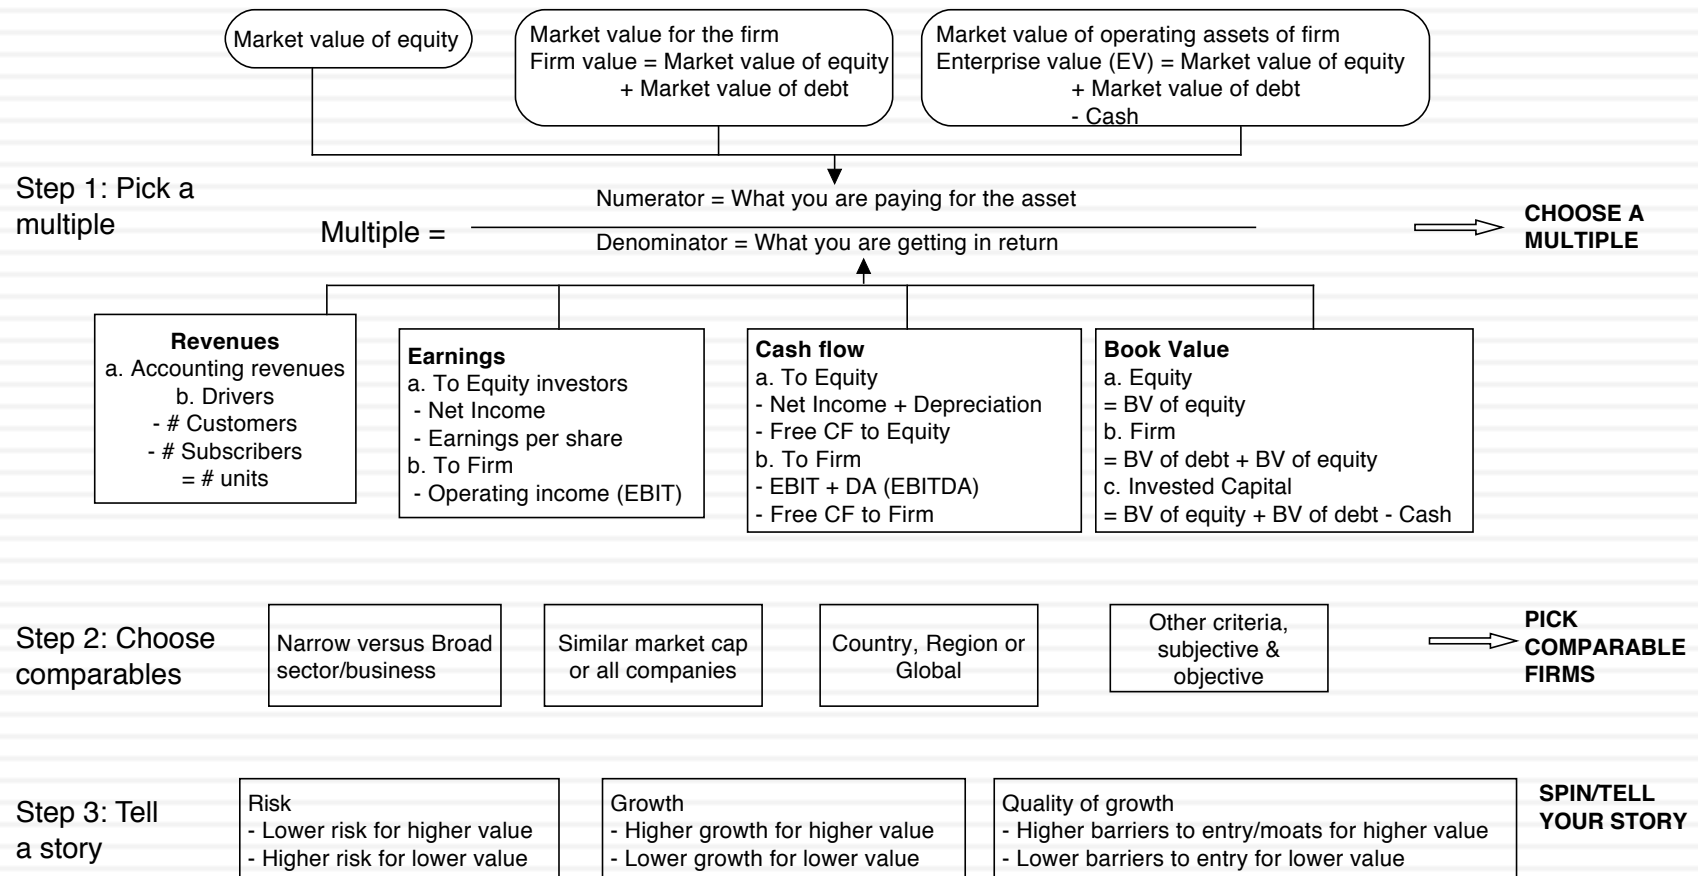 Market value of equity
Market value for the firm
Firm value = Market value of equity
+ Market value of debt
Market value of operating assets of firm
Enterprise value (EV) = Market value of equity
+ Market value of debt
- Cash
Step 1: Pick a
multiple
Multiple =
Numerator = What you are paying for the asset
Denominator = What you are getting in return
CHOOSE A
MULTIPLE
Revenues
a. Accounting revenues
b. Drivers
- # Customers
- # Subscribers
= # units
Earnings
a. To Equity investors
- Net Income
- Earnings per share
b. To Firm
- Operating income (EBIT)
Cash flow
a. To Equity
- Net Income + Depreciation
- Free CF to Equity
b. To Firm
- EBIT + DA (EBITDA)
- Free CF to Firm
Book Value
a. Equity
= BV of equity
b. Firm
= BV of debt + BV of equity
c. Invested Capital
= BV of equity + BV of debt - Cash
Step 2: Choose
comparables
Narrow versus Broad
sector/business
Similar market cap
or all companies
Country, Region or
Global
Other criteria,
subjective &
objective
PICK
COMPARABLE
FIRMS
Step 3: Tell
a story
Risk
- Lower risk for higher value
- Higher risk for lower value
Growth
- Higher growth for higher value
- Lower growth for lower value
Quality of growth
- Higher barriers to entry/moats for higher value
- Lower barriers to entry for lower value
SPIN/TELL
YOUR STORY